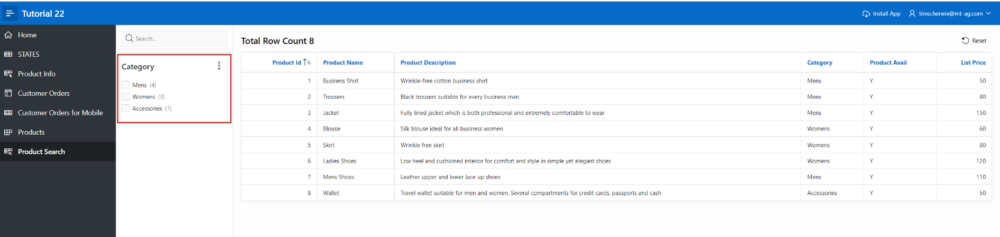 Tutorial 22
Install App
timo.herwix@mt-ag.com
Home
STATES
Product Info
Customer Orders
Customer Orders for Mobile
Products
Product Search
Search...
Category
Mens (4)
Womens (3)
Accessories (1)
Total Row Count 8
Reset
Product Id Product Name Product Description Category Product Avail List Price
1 Business Shirt Wrinkle-free cotton business shirt Mens Y 50
2 Trousers Black trousers suitable for every business man Mens Y 80
3 Jacket Fully lined jacket which is both professional and extremely comfortable to wear Mens Y 150
4 Blouse Silk blouse ideal for all business women Womens Y 60
5 Skirt Wrinkle free skirt Womens Y 80
6 Ladies Shoes Low heel and cushioned interior for comfort and style in simple yet elegant shoes Womens Y 120
7 Mens Shoes Leather upper and lower lace up shoes Mens Y 110
8 Wallet Travel wallet suitable for men and women. Several compartments for credit cards, passports and cash Accessories Y 50